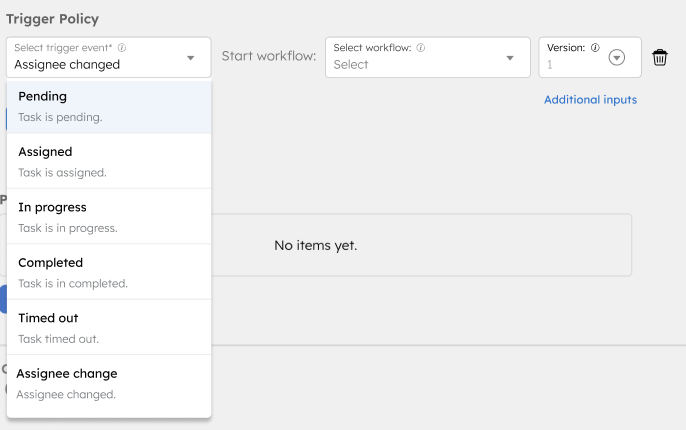 Trigger Policy
Select trigger event*
Assignee changed
Start workflow:
Select workflow:
Select
Version:
1
Additional inputs
Pending
Task is pending.
Assigned
Task is assigned.
In progress
Task is in progress.
No items yet.
Completed
Task is in completed.
Timed out
Task timed out.
Assignee change
Assignee changed.